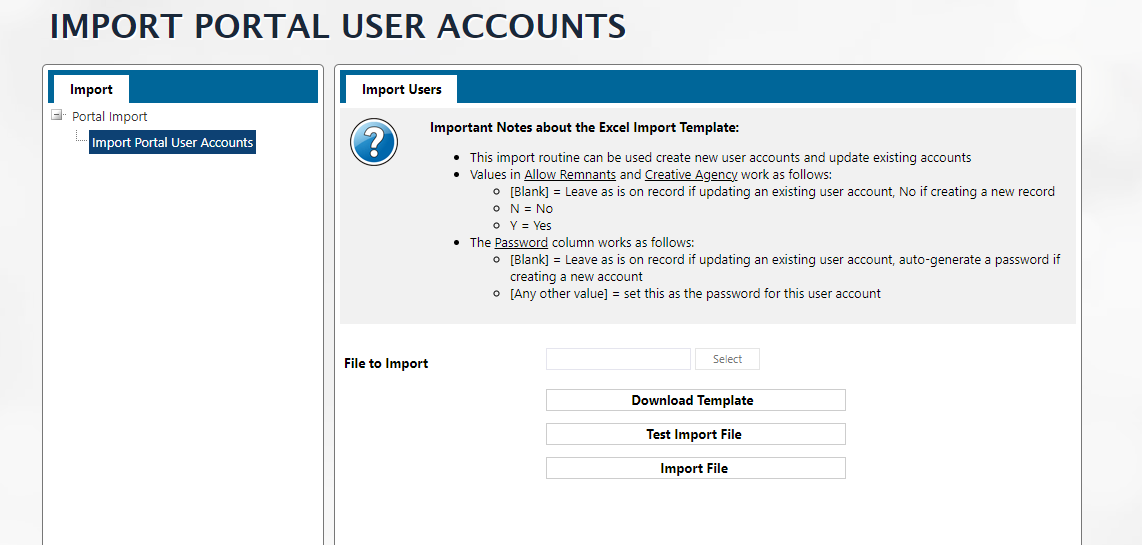 IMPORT PORTAL USER ACCOUNTS
Import
Portal Import
Import Portal User Accounts
Import Users
Important Notes about the Excel Import Template:
This import routine can be used create new user accounts and update existing accounts
Values in Allow Remnants and Creative Agency work as follows:
[Blank] = Leave as is on record if updating an existing user account, No if creating a new record
N = No
Y = Yes
The Password column works as follows:
[Blank] = Leave as is on record if updating an existing user account, auto-generate a password if
creating a new account
[Any other value] = set this as the password for this user account
File to Import
Select
Download Template
Test Import File
Import File